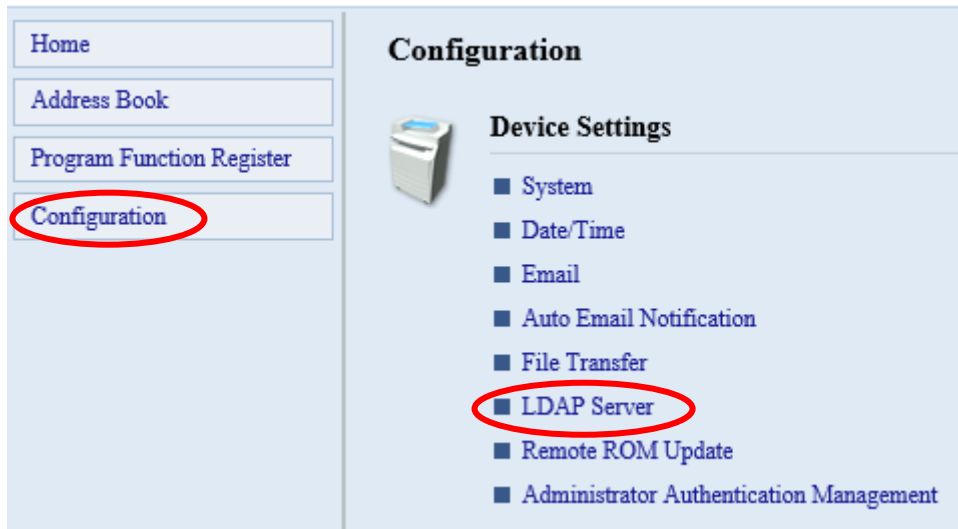 Home
Address Book
Program Function Register
Configuration
Configuration
Device Settings
System
Date/Time
Email
Auto Email Notification
File Transfer
LDAP Server
Remote ROM Update
Administrator Authentication Management